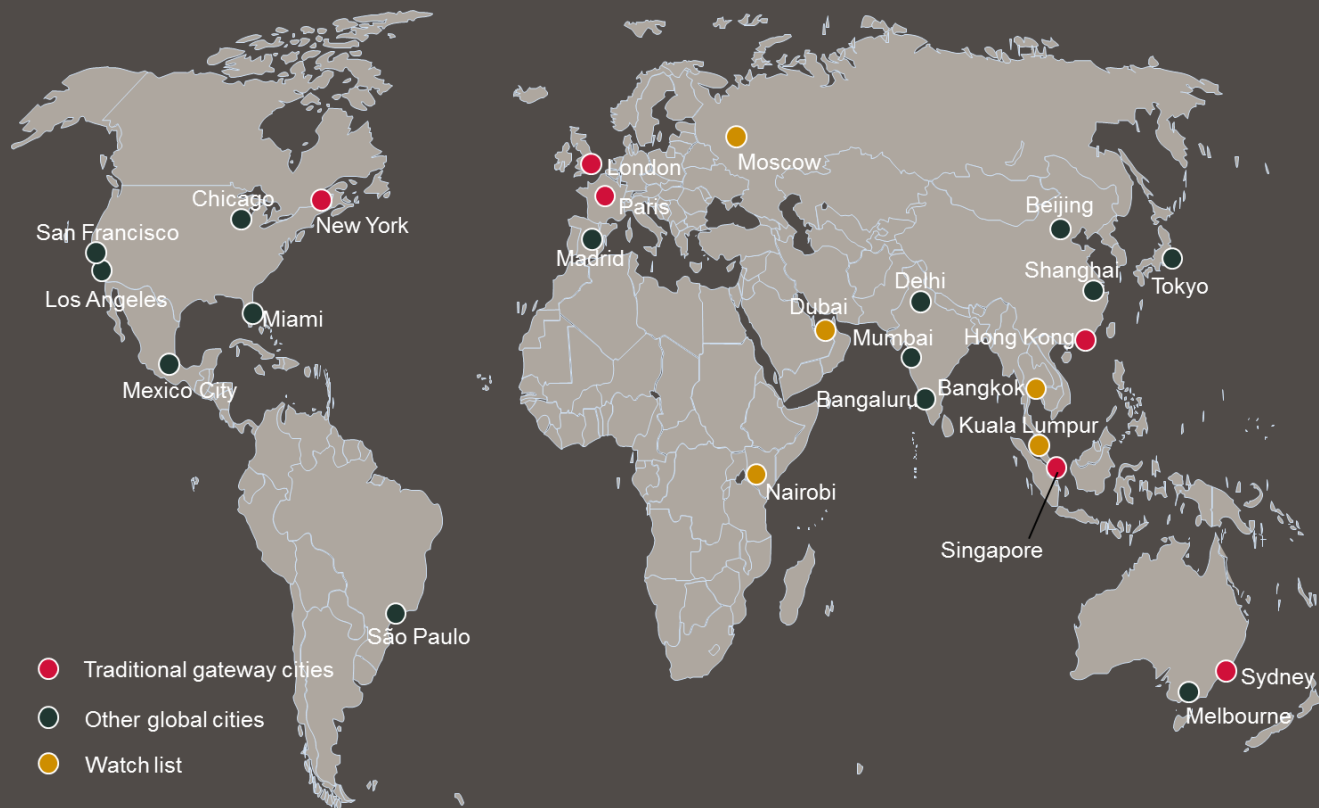 Moscow
London
Paris
Chicago
New York
Beijing
San Francisco
Madrid
Shanghai
Delhi
Tokyo
Los Angeles
Dubai
Miami
Mumbai
Hong Kong
Mexico City
Bangkok
Bangaluru
Kuala Lumpur
Nairobi
Singapore
São Paulo
Traditional gateway cities
Sydney
Other global cities
Melbourne
Watch list